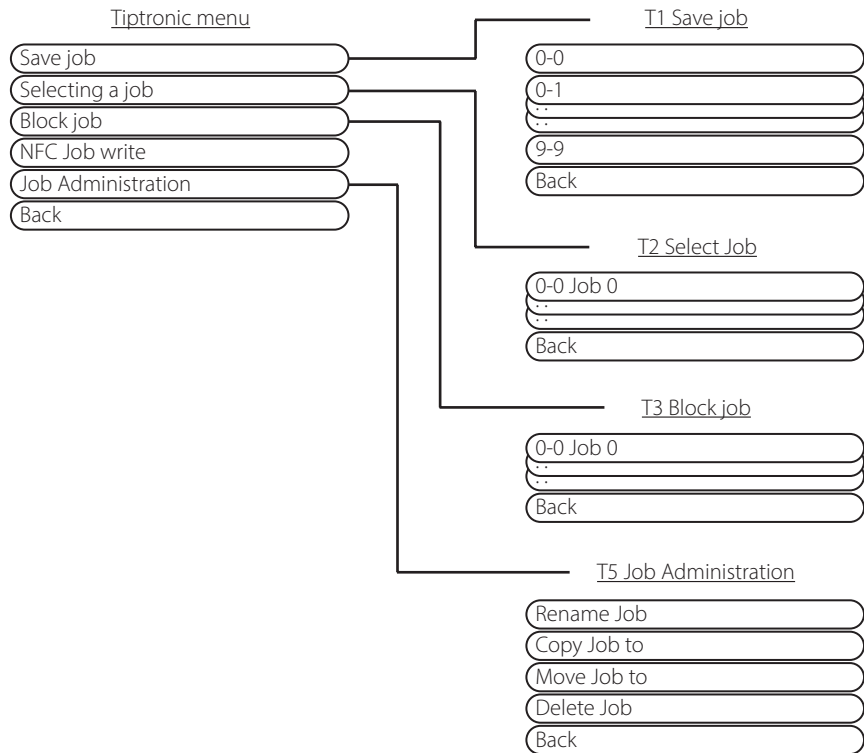 Tiptronic menu
Save job
Selecting a job
Block job
NFC Job write
Job Administration
Back
T1 Save job
0-0
0-1
: :
: :
9-9
Back
T2 Select Job
0-0 Job 0
: :
: :
Back
T3 Block job
0-0 Job 0
: :
: :
Back
T5 Job Administration
Rename Job
Copy Job to
Move Job to
Delete Job
Back